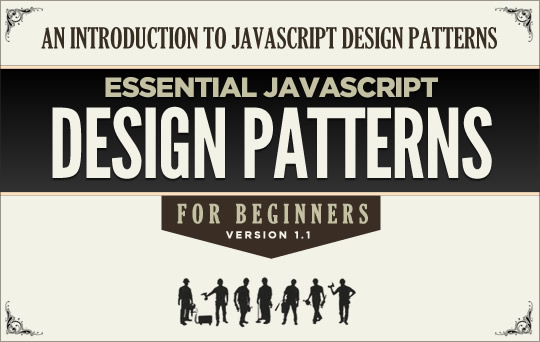 AN INTRODUCTION TO JAVASCRIPT DESIGN PATTERNS
ESSENTIAL JAVASCRIPT
DESIGN PATTERNS
FOR BEGINNERS
VERSION 1.1